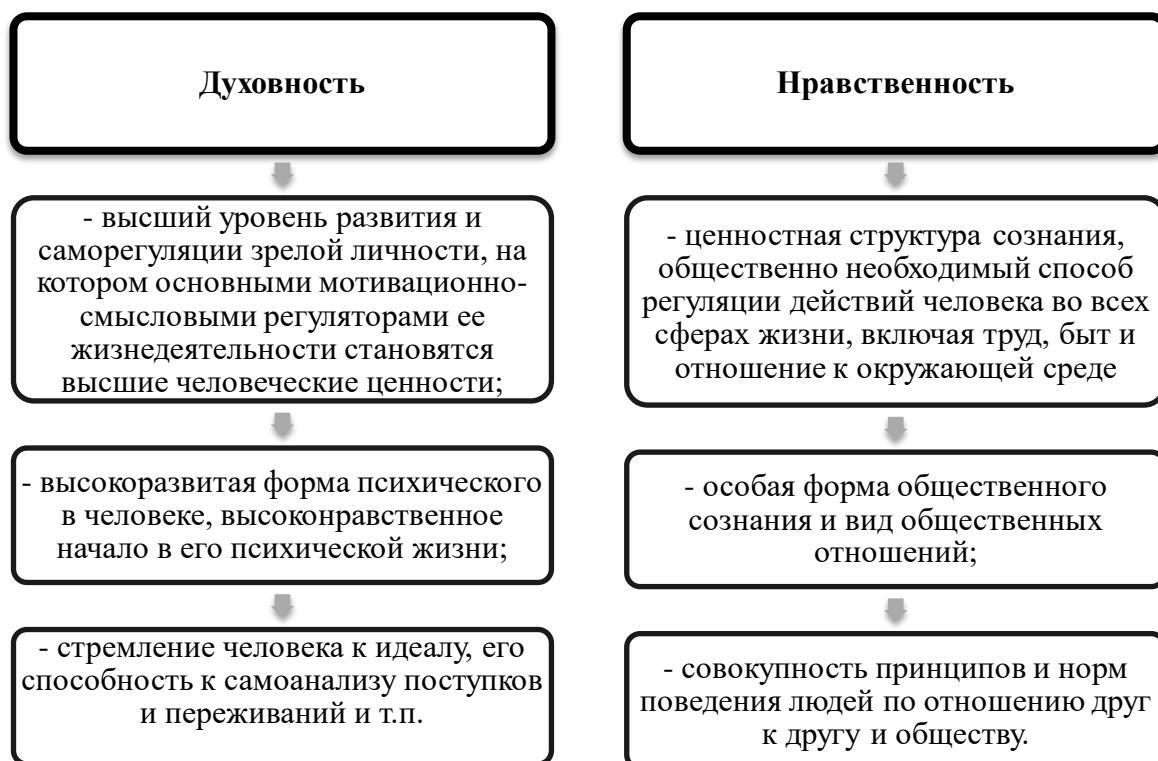 Духовность
- высший уровень развития и
саморегуляции зрелой личности, на
котором основными мотивационно-
смысловыми регуляторами ее
жизнедеятельности становятся
высшие человеческие ценности;
- высокоразвитая форма психического
в человеке, высоконравственное
начало в его психической жизни;
- стремление человека к идеалу, его
способность к самоанализу поступков
и переживаний и т.п.
Нравственность
- ценностная структура сознания,
общественно необходимый способ
регуляции действий человека во всех
сферах жизни, включая труд, быт и
отношение к окружающей среде
- особая форма общественного
сознания и вид общественных
отношений;
- совокупность принципов и норм
поведения людей по отношению друг
к другу и обществу.